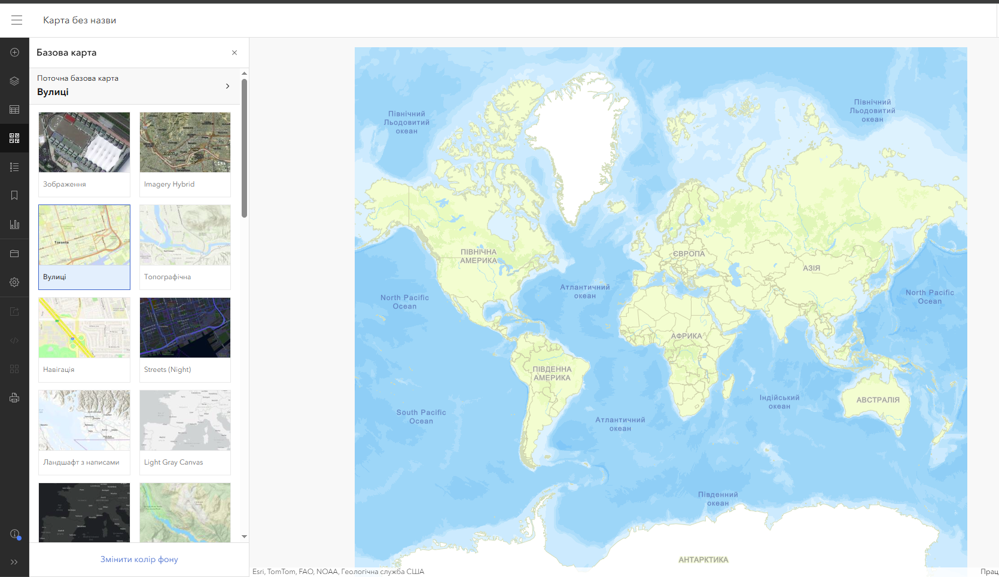 Карта без назви
Базова карта
Поточна базова карта
Вулиці
Зображення
Imagery Hybrid
Toronto
Вулиці
Топографічна
Навігація
Streets (Night)
Ландшафт з написами
Light Gray Canvas
Змінити колір фону
Північний
Льодовитий
океан
Північний
Льодовитий
океан
ПІВНІЧНА
АМЕРИКА
ЄВРОПА
АЗІЯ
Атлантичний
океан
North Pacific
Ocean
North Pacific
Ocean
АФРИКА
ПІВДЕННА
АМЕРИКА
Індійський
океан
АВСТРАЛІЯ
South Pacific
Ocean
Атлантичний
океан
Південний
океан
АНТАРКТИКА
Esri, TomTom, FAO, NOAA, Геологічна служба США
Прац